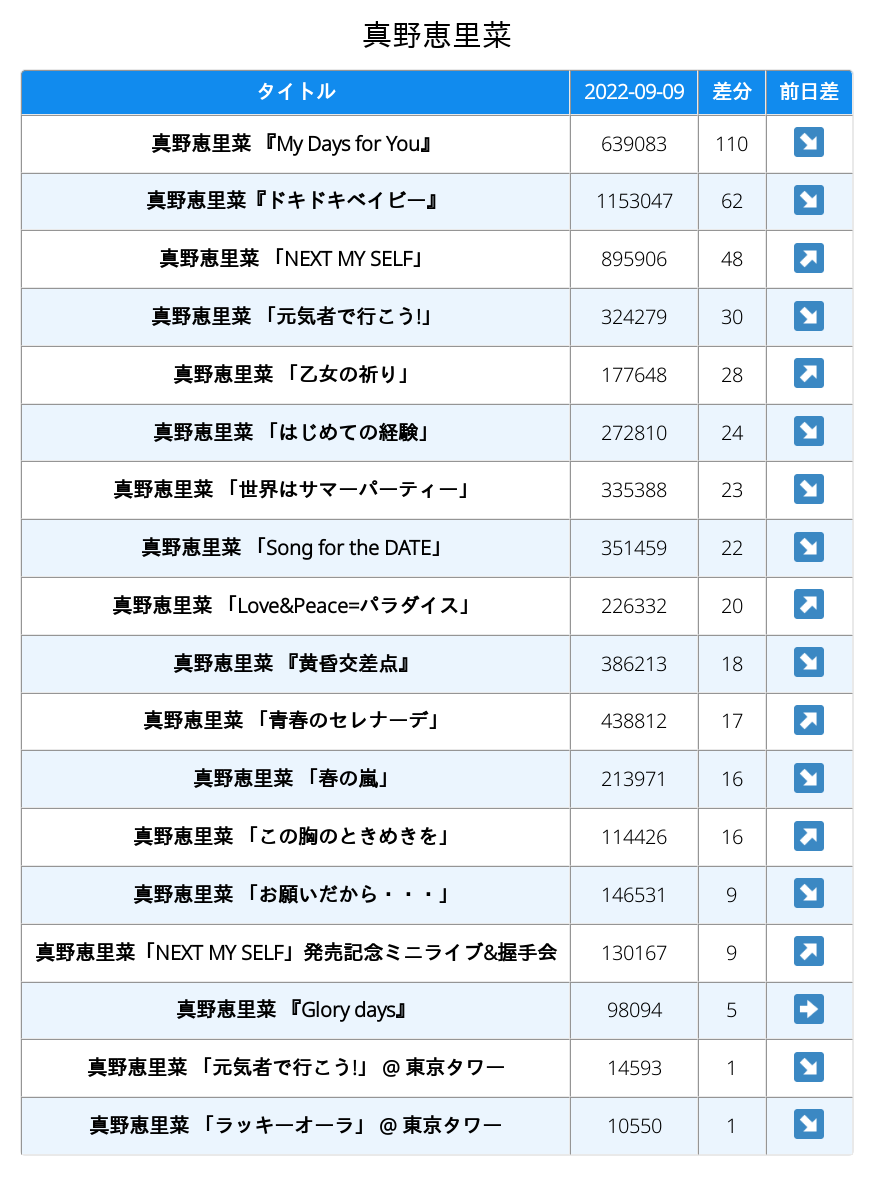 真野恵里菜
タイトル 2022-09-09 差分 前日差
真野恵里菜 『My Days for You』 639083 110 ↘
真野恵里菜『ドキドキベイビー』 1153047 62 ↘
真野恵里菜 「NEXT MY SELF」 895906 48 ↗
真野恵里菜 「元気者で行こう!」 324279 30 ↘
真野恵里菜 「乙女の祈り」 177648 28 ↗
真野恵里菜 「はじめての経験」 272810 24 ↘
真野恵里菜 「世界はサマーパーティー」 335388 23 ↘
真野恵里菜 「Song for the DATE」 351459 22 ↘
真野恵里菜 「Love&Peace=パラダイス」 226332 20 ↗
真野恵里菜 『黄昏交差点』 386213 18 ↘
真野恵里菜 「青春のセレナーデ」 438812 17 ↗
真野恵里菜 「春の嵐」 213971 16 ↘
真野恵里菜 「この胸のときめきを」 114426 16 ↗
真野恵里菜 「お願いだから・・・」 146531 9 ↘
真野恵里菜「NEXT MY SELF」発売記念ミニライブ&握手会 130167 9 ↗
真野恵里菜 『Glory days』 98094 5 ➡
真野恵里菜 「元気者で行こう!」 @ 東京タワー 14593 1 ↘
真野恵里菜 「ラッキーオーラ」 @ 東京タワー 10550 1 ↘